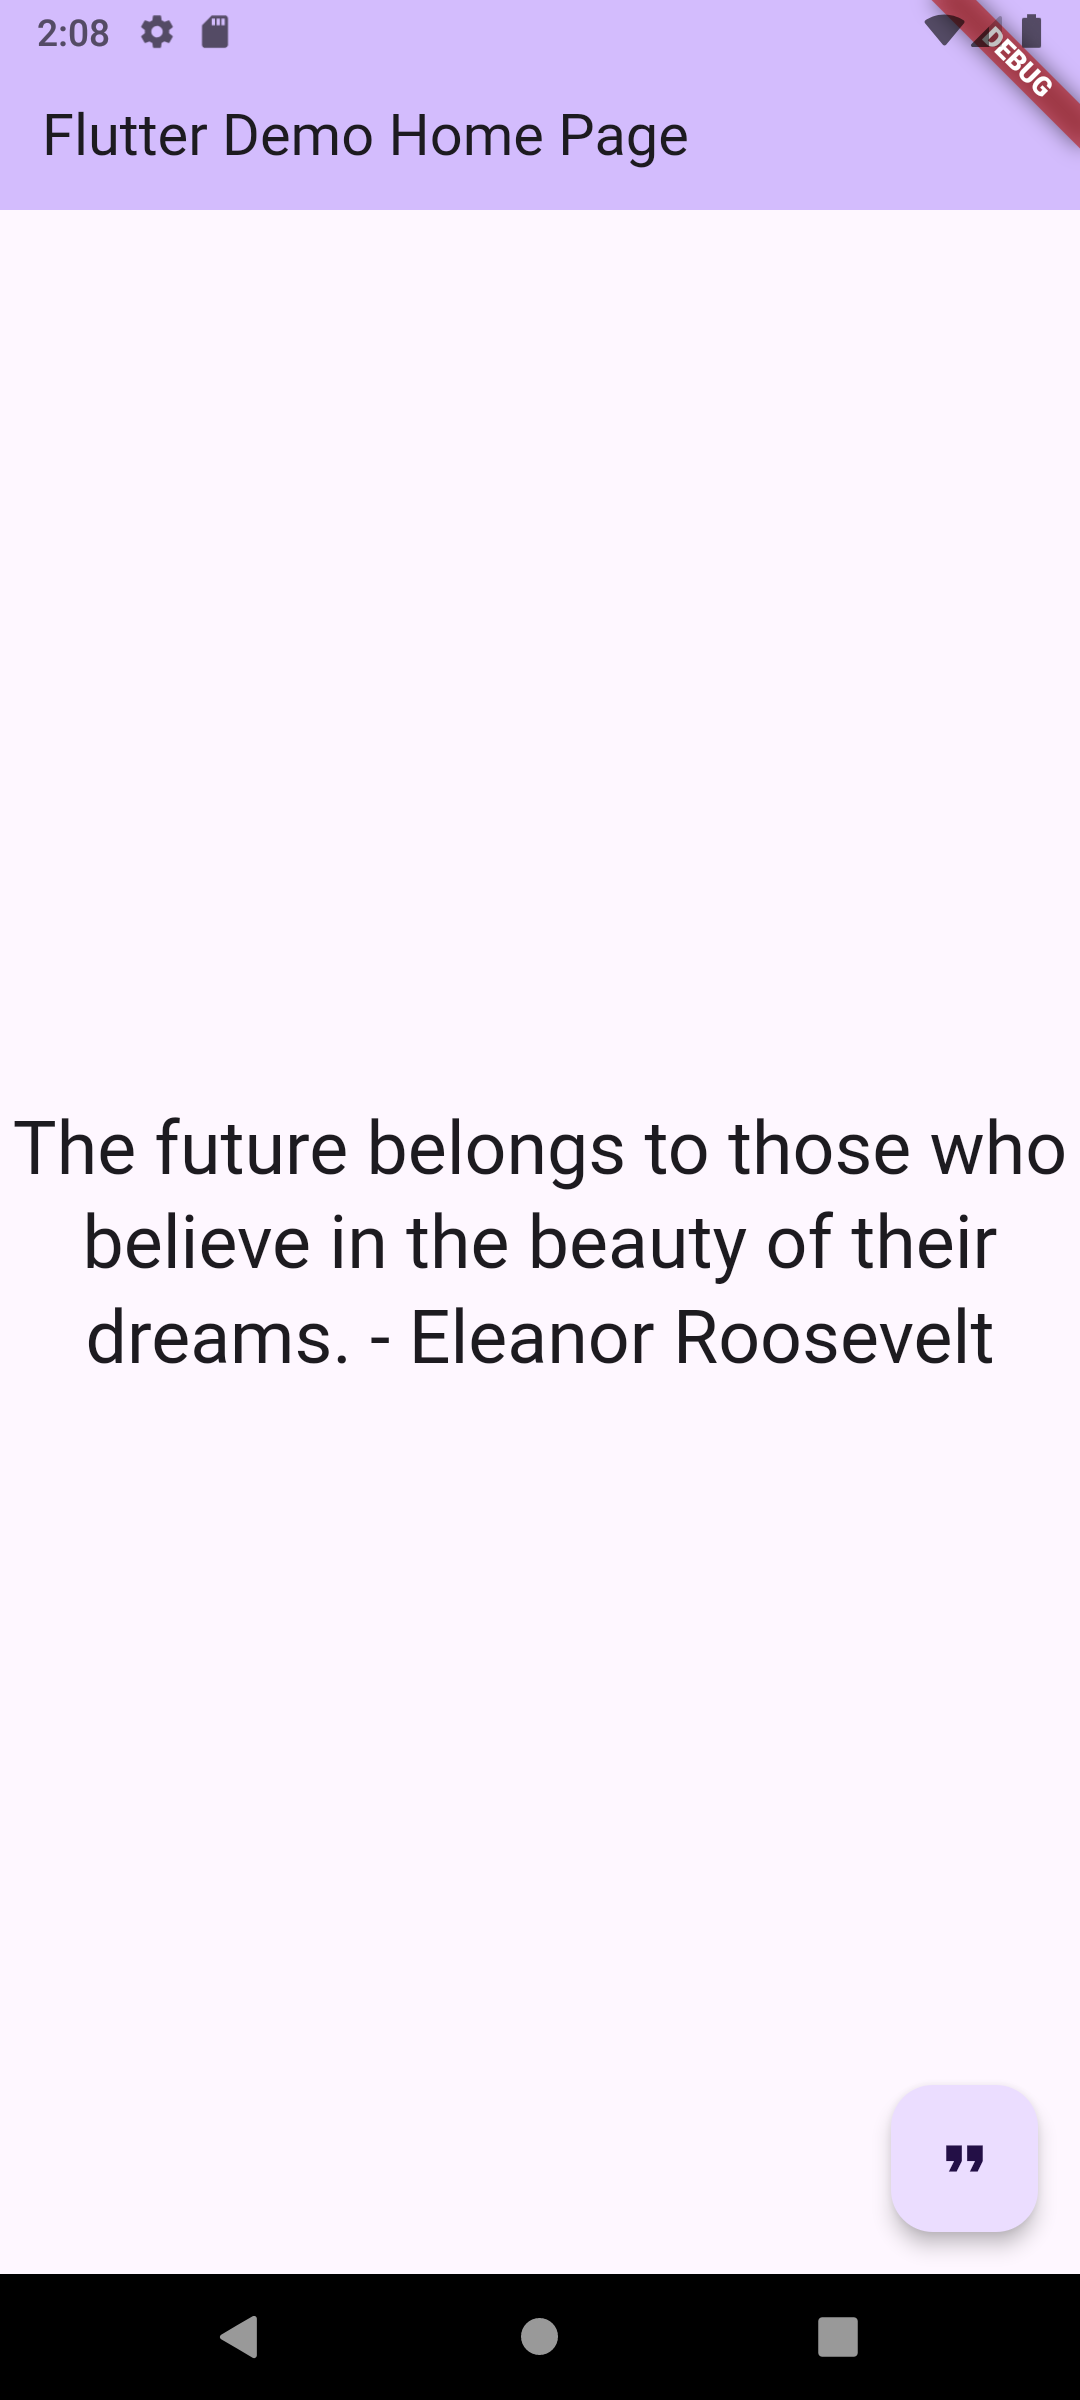 2:08
DEBUG
Flutter Demo Home Page
The future belongs to those who
believe in the beauty of their
dreams. - Eleanor Roosevelt